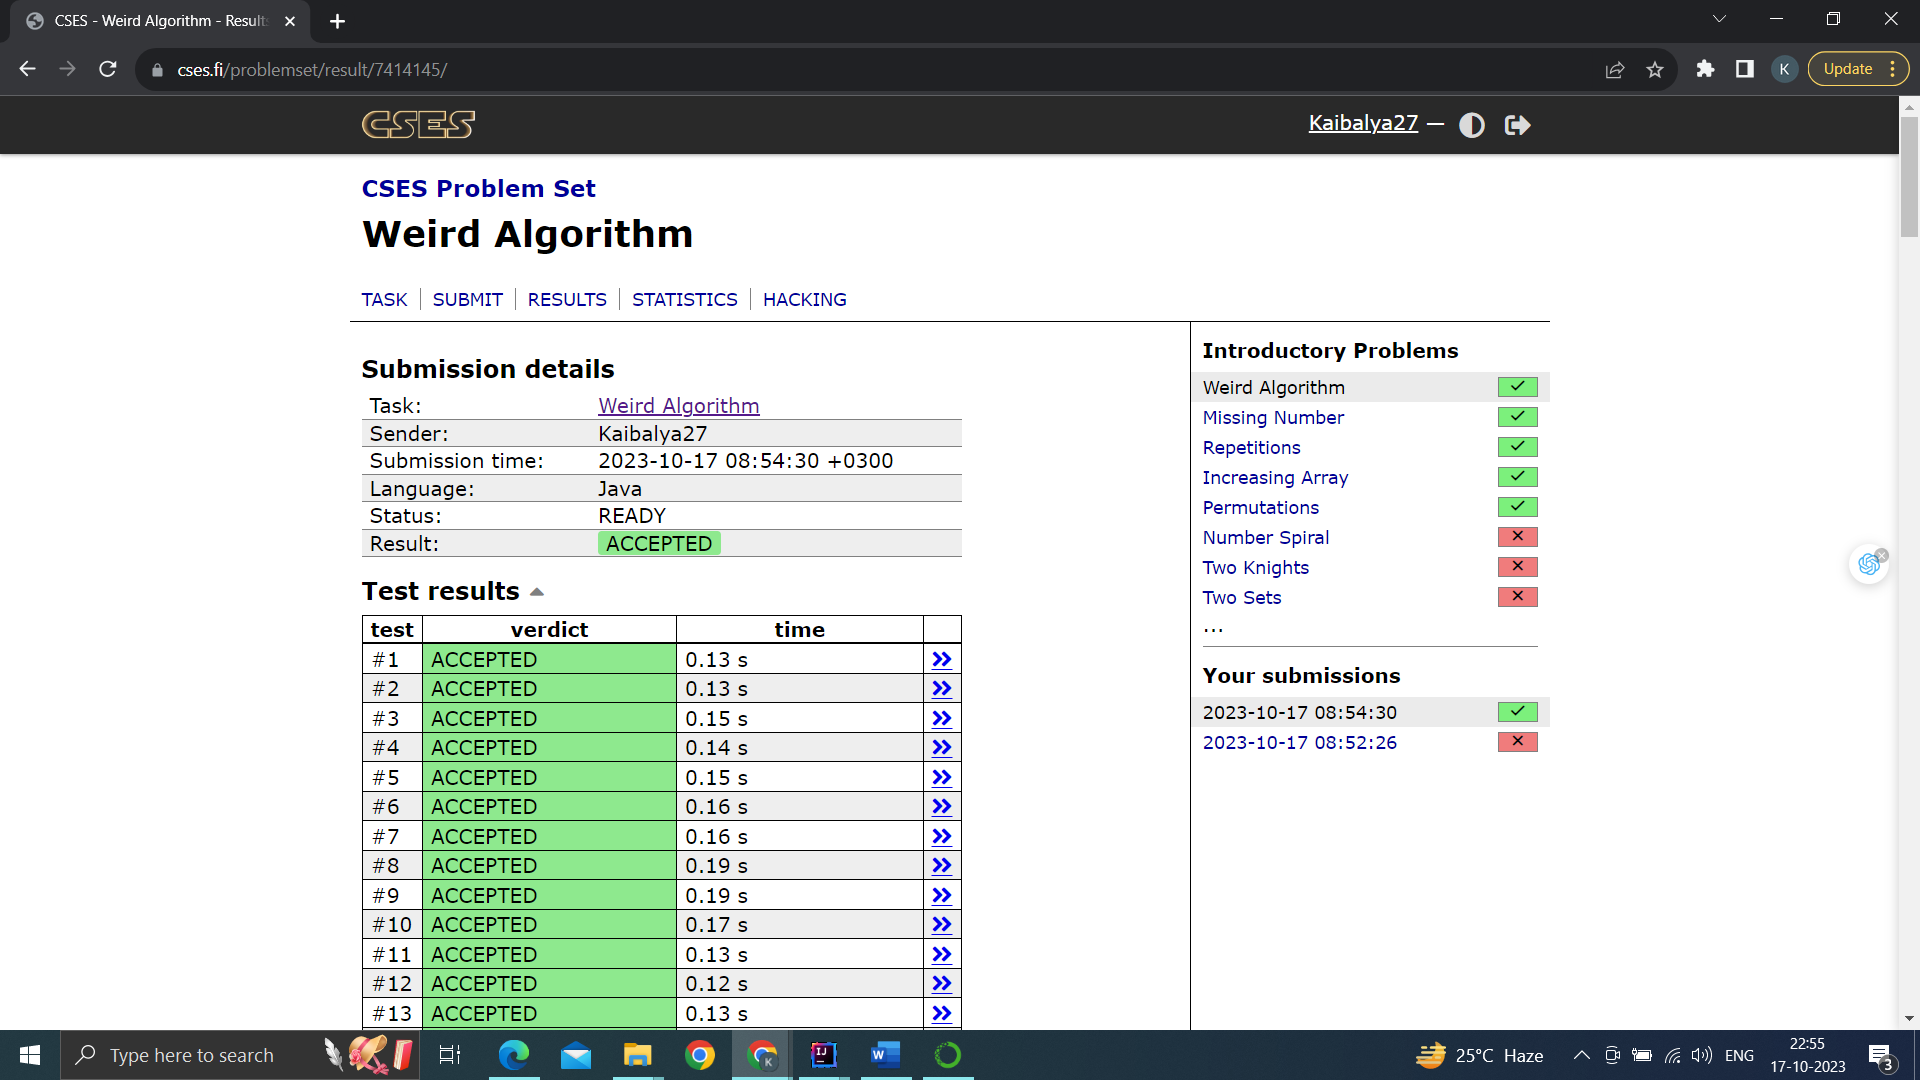 CSES - Weird Algorithm - Results
cses.fi/problemset/result/7414145/
K
Update
CSES
Kaibalya27 —
CSES Problem Set
Weird Algorithm
TASK SUBMIT RESULTS STATISTICS HACKING
Submission details
Task: Weird Algorithm
Sender: Kaibalya27
Submission time: 2023-10-17 08:54:30 +0300
Language: Java
Status: READY
Result: ACCEPTED
Test results
test verdict time
#1 ACCEPTED 0.13 s »
#2 ACCEPTED 0.13 s »
#3 ACCEPTED 0.15 s »
#4 ACCEPTED 0.14 s »
#5 ACCEPTED 0.15 s »
#6 ACCEPTED 0.16 s »
#7 ACCEPTED 0.16 s »
#8 ACCEPTED 0.19 s »
#9 ACCEPTED 0.19 s »
#10 ACCEPTED 0.17 s »
#11 ACCEPTED 0.13 s »
#12 ACCEPTED 0.12 s »
#13 ACCEPTED 0.13 s »
Introductory Problems
Weird Algorithm
Missing Number
Repetitions
Increasing Array
Permutations
Number Spiral
Two Knights
Two Sets
...
Your submissions
2023-10-17 08:54:30
2023-10-17 08:52:26
Type here to search
25°C Haze
ENG
22:55
17-10-2023
3